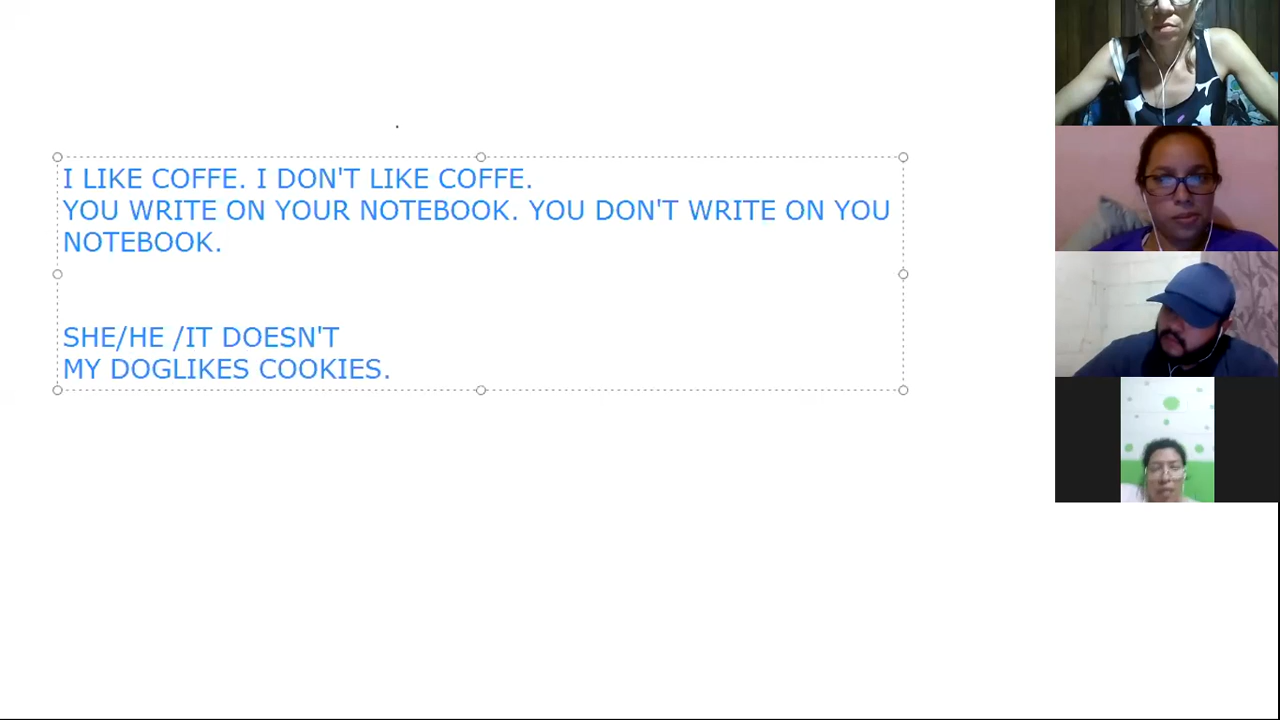 I LIKE COFFE. I DON'T LIKE COFFE.
YOU WRITE ON YOUR NOTEBOOK. YOU DON'T WRITE ON YOU
NOTEBOOK.
SHE/HE /IT DOESN'T
MY DOGLIKES COOKIES.